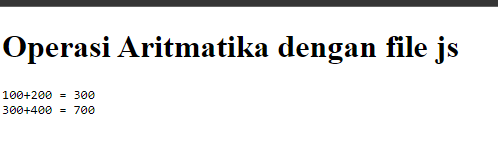 Operasi Aritmatika dengan file js
100+200 = 300
300+400 = 700